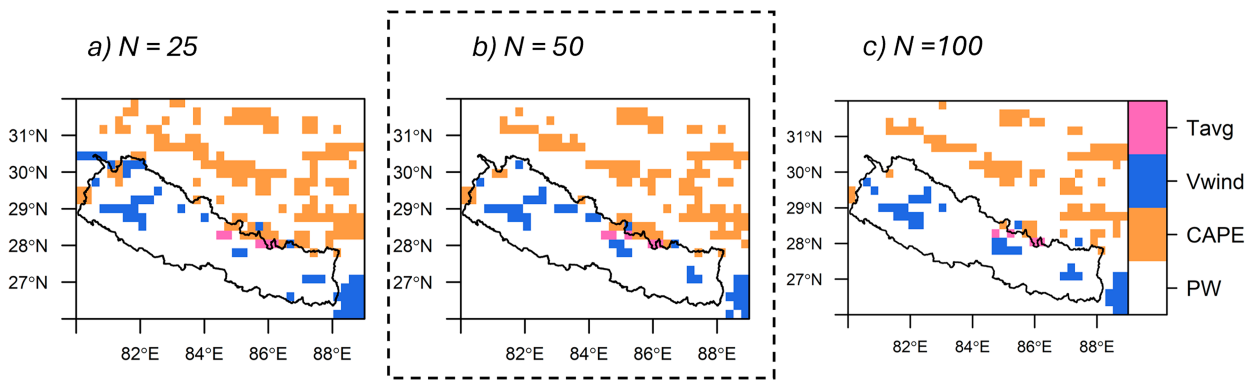 a) N = 25
b) N = 50
c) N =100
31°N
30°N
29°N
28°N
27°N
82°E
84°E
86°E
88°E
31°N
30°N
29°N
28°N
27°N
82°E
84°E
86°E
88°E
31°N
30°N
29°N
28°N
27°N
82°E
84°E
86°E
88°E
Tavg
Vwind
CAPE
PW